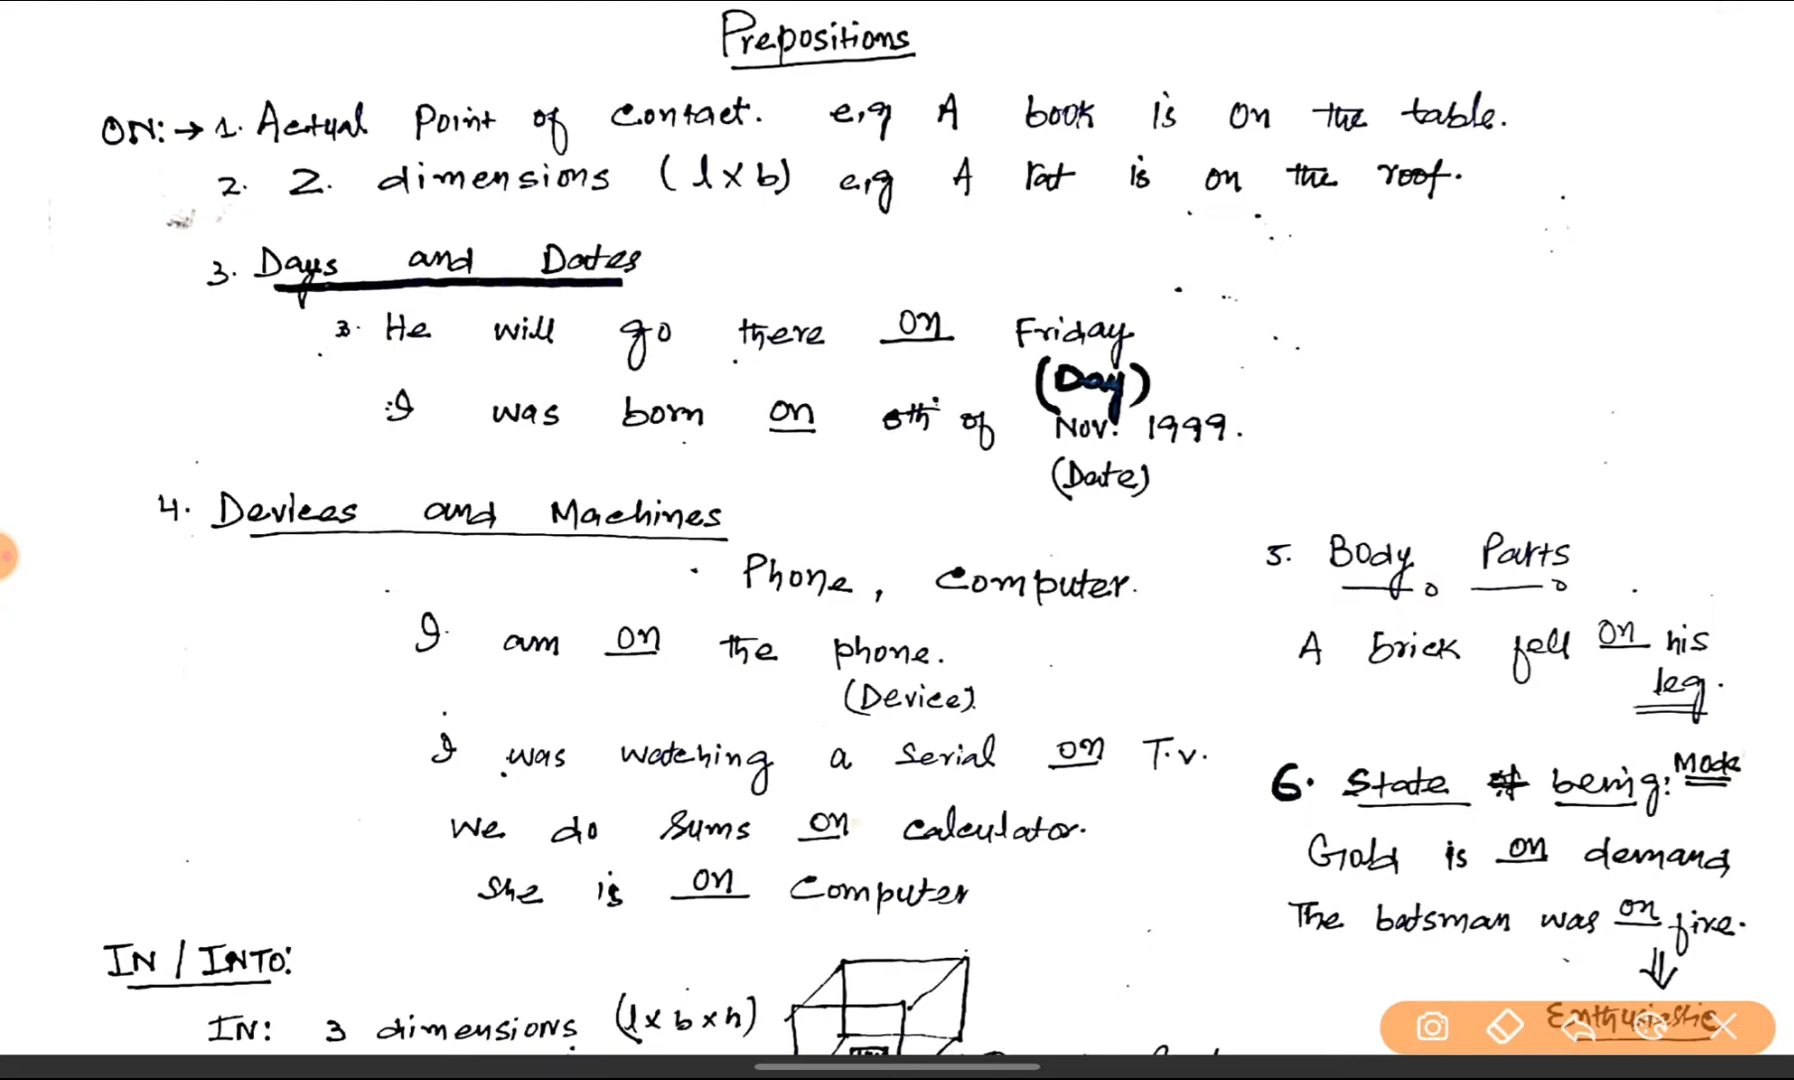 Prepositions
ON: → 1. Actual Point of Contact. e.g A book is on the table.
2. 2. dimensions (l x b) e.g A rat is on the roof.
3. Days and Dates
3. He will go there on Friday
(Day)
I was born on 6th of Nov. 1999.
(Date)
4. Devices and Machines
Phone, Computer.
I am on the phone.
(Device)
I was watching a Serial on T.V.
We do sums on calculator.
She is on Computer
5. Body Parts
A brick fell on his
leg.
6. State of being: Mode
Gold is on demand
The batsman was on fire.
⇓
Enthusiastic
IN / INTO:
IN: 3 dimensions (l x b x h)